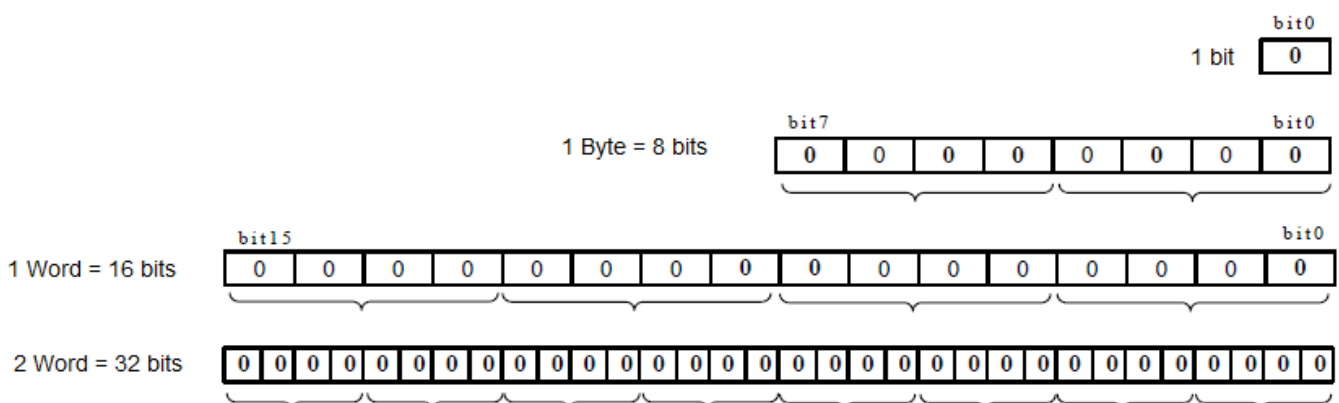 bit0
1 bit 0
bit7 bit0
1 Byte = 8 bits 0 0 0 0 0 0 0 0
bit15 bit0
1 Word = 16 bits 0 0 0 0 0 0 0 0 0 0 0 0 0 0 0 0
2 Word = 32 bits 0 0 0 0 0 0 0 0 0 0 0 0 0 0 0 0 0 0 0 0 0 0 0 0 0 0 0 0 0 0 0 0